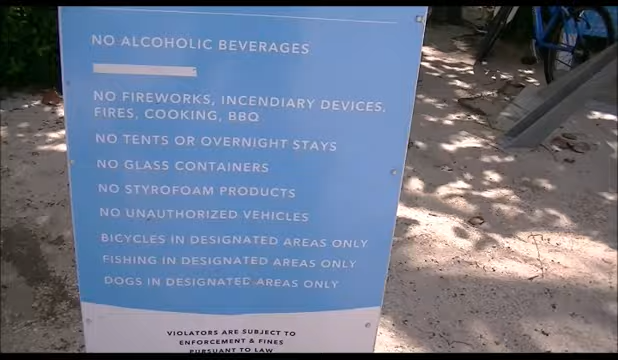 NO ALCOHOLIC BEVERAGES
NO FIREWORKS, INCENDIARY DEVICES,
FIRES, COOKING, BBQ
NO TENTS OR OVERNIGHT STAYS
NO GLASS CONTAINERS
NO STYROFOAM PRODUCTS
NO UNAUTHORIZED VEHICLES
BICYCLES IN DESIGNATED AREAS ONLY
FISHING IN DESIGNATED AREAS ONLY
DOGS IN DESIGNATED AREAS ONLY
VIOLATORS ARE SUBJECT TO
ENFORCEMENT & FINES
PURSUANT TO LAW